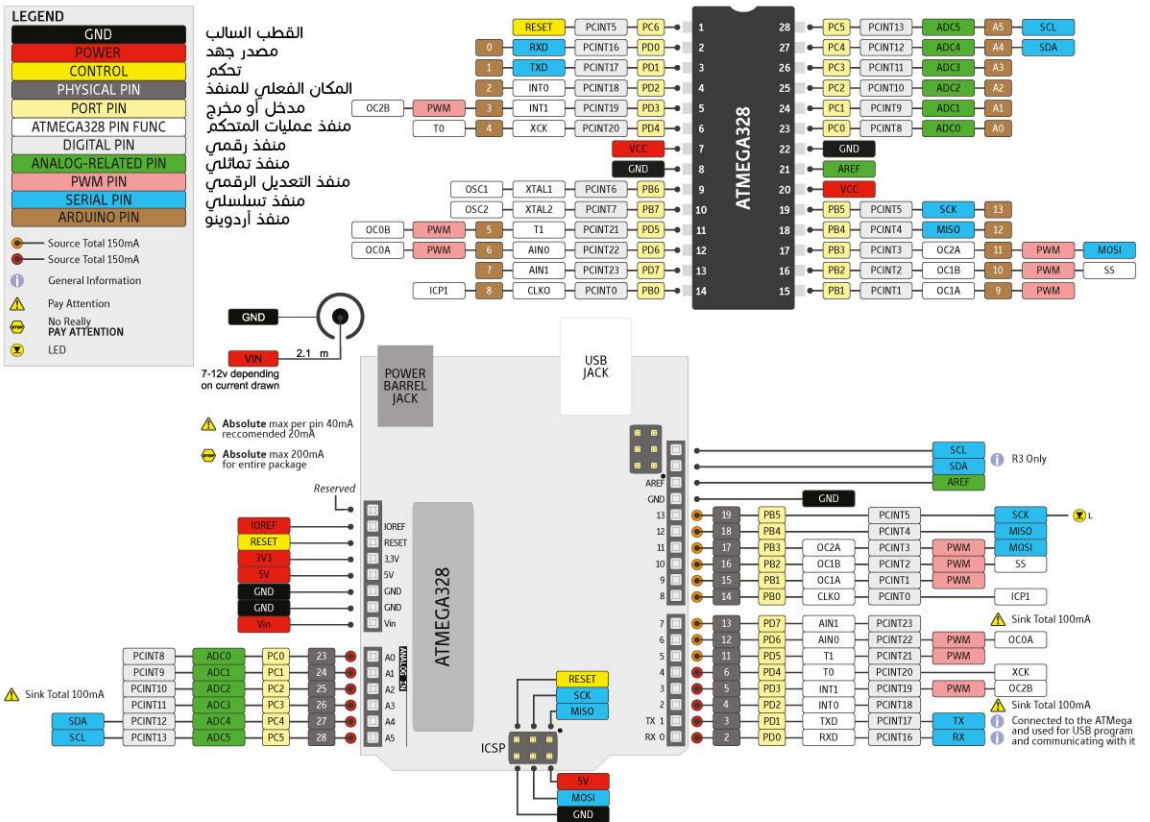 LEGEND
GND القطب السالب
POWER مصدر جهد
CONTROL تحكم
PHYSICAL PIN المكان الفعلي للمنفذ
PORT PIN مدخل أو مخرج
ATMEGA328 PIN FUNC منفذ عمليات المتحكم
DIGITAL PIN منفذ رقمي
ANALOG-RELATED PIN منفذ تماثلي
PWM PIN منفذ التعديل الرقمي
SERIAL PIN منفذ تسلسلي
ARDUINO PIN منفذ أردوينو
Source Total 150mA
Source Total 150mA
General Information
Pay Attention
No Really
PAY ATTENTION
LED
RESET PCINT5 PC6 1
0 RXD PCINT16 PD0 2
1 TXD PCINT17 PD1 3
2 INT0 PCINT18 PD2 4
OC2B PWM 3 INT1 PCINT19 PD3 5
T0 4 XCK PCINT20 PD4 6
VCC 7
GND 8
OSC1 XTAL1 PCINT6 PB6 9
OSC2 XTAL2 PCINT7 PB7 10
OC0B PWM 5 T1 PCINT21 PD5 11
OC0A PWM 6 AIN0 PCINT22 PD6 12
7 AIN1 PCINT23 PD7 13
ICP1 8 CLKO PCINT0 PB0 14
ATMEGA328
28 PC5 PCINT13 ADC5 A5 SCL
27 PC4 PCINT12 ADC4 A4 SDA
26 PC3 PCINT11 ADC3 A3
25 PC2 PCINT10 ADC2 A2
24 PC1 PCINT9 ADC1 A1
23 PC0 PCINT8 ADC0 A0
22 GND
21 AREF
20 VCC
19 PB5 PCINT5 SCK 13
18 PB4 PCINT4 MISO 12
17 PB3 PCINT3 OC2A 11 PWM MOSI
16 PB2 PCINT2 OC1B 10 PWM SS
15 PB1 PCINT1 OC1A 9 PWM
GND
VIN 2.1 m
7-12v depending
on current drawn
POWER
BARREL
JACK
USB
JACK
Absolute max per pin 40mA
reccomended 20mA
Absolute max 200mA
for entire package
Reserved
IOREF IOREF
RESET RESET
3V3 3,3V
5V 5V
GND GND
GND GND
Vin Vin
ATMEGA328
ANALOG IN
PCINT8 ADC0 PC0 23 A0
PCINT9 ADC1 PC1 24 A1
PCINT10 ADC2 PC2 25 A2
Sink Total 100mA
PCINT11 ADC3 PC3 26 A3
SDA PCINT12 ADC4 PC4 27 A4
SCL PCINT13 ADC5 PC5 28 A5
SCL
SDA R3 Only
AREF AREF
GND GND
13 19 PB5 PCINT5 SCK L
12 18 PB4 PCINT4 MISO
11 17 PB3 OC2A PCINT3 PWM MOSI
10 16 PB2 OC1B PCINT2 PWM SS
9 15 PB1 OC1A PCINT1 PWM
8 14 PB0 CLKO PCINT0 ICP1
7 13 PD7 AIN1 PCINT23 Sink Total 100mA
6 12 PD6 AIN0 PCINT22 PWM OC0A
5 11 PD5 T1 PCINT21 PWM
4 6 PD4 T0 PCINT20 XCK
3 5 PD3 INT1 PCINT19 PWM OC2B
2 4 PD2 INT0 PCINT18 Sink Total 100mA
TX 1 3 PD1 TXD PCINT17 TX
RX 0 2 PD0 RXD PCINT16 RX
Connected to the ATMega
and used for USB program
and communicating with it
RESET
SCK
MISO
ICSP
5V
MOSI
GND